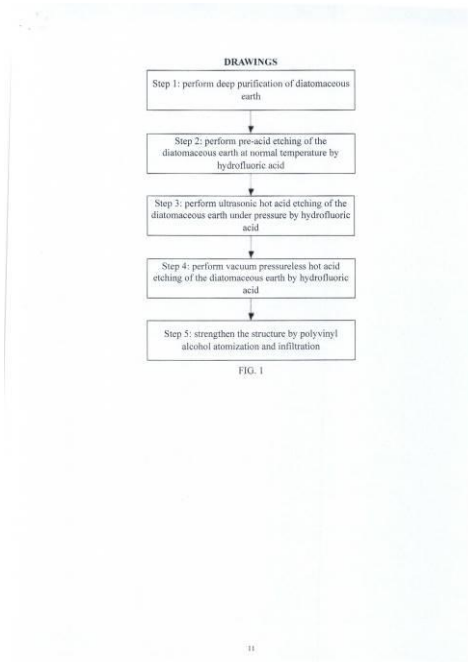 DRAWINGS
Step 1: perform deep purification of diatomaceous
earth
Step 2: perform pre-acid etching of the
diatomaceous earth at normal temperature by
hydrofluoric acid
Step 3: perform ultrasonic hot acid etching of the
diatomaceous earth under pressure by hydrofluoric
acid
Step 4: perform vacuum pressureless hot acid
etching of the diatomaceous earth by hydrofluoric
acid
Step 5: strengthen the structure by polyvinyl
alcohol atomization and infiltration
FIG. 1
11